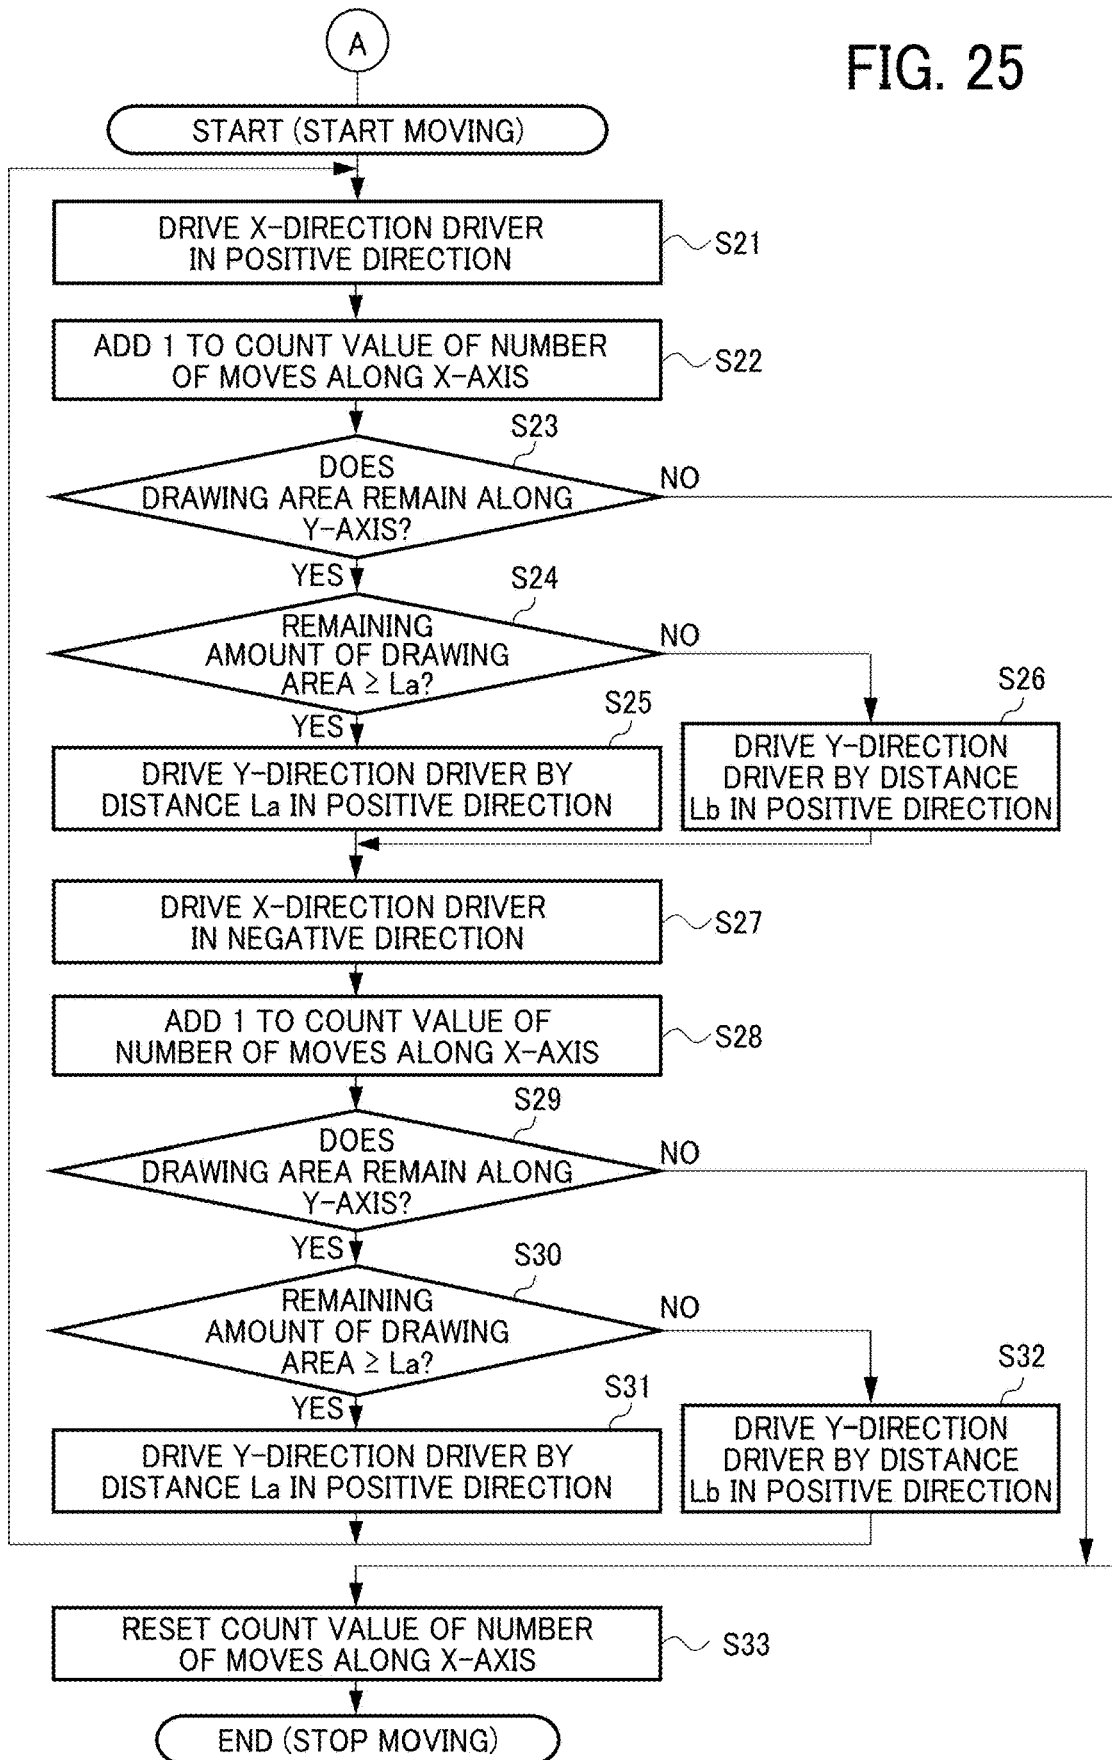 A
FIG. 25
START (START MOVING)
DRIVE X-DIRECTION DRIVER
IN POSITIVE DIRECTION
S21
ADD 1 TO COUNT VALUE OF NUMBER
OF MOVES ALONG X-AXIS
S22
S23
DOES
DRAWING AREA REMAIN ALONG
Y-AXIS?
NO
YES
S24
REMAINING
AMOUNT OF DRAWING
AREA ≥ La?
NO
YES
S25
DRIVE Y-DIRECTION DRIVER BY
DISTANCE La IN POSITIVE DIRECTION
S26
DRIVE Y-DIRECTION
DRIVER BY DISTANCE
Lb IN POSITIVE DIRECTION
DRIVE X-DIRECTION DRIVER
IN NEGATIVE DIRECTION
S27
ADD 1 TO COUNT VALUE OF
NUMBER OF MOVES ALONG X-AXIS
S28
S29
DOES
DRAWING AREA REMAIN ALONG
Y-AXIS?
NO
YES
S30
REMAINING
AMOUNT OF DRAWING
AREA ≥ La?
NO
YES
S31
DRIVE Y-DIRECTION DRIVER BY
DISTANCE La IN POSITIVE DIRECTION
S32
DRIVE Y-DIRECTION
DRIVER BY DISTANCE
Lb IN POSITIVE DIRECTION
RESET COUNT VALUE OF NUMBER
OF MOVES ALONG X-AXIS
S33
END (STOP MOVING)